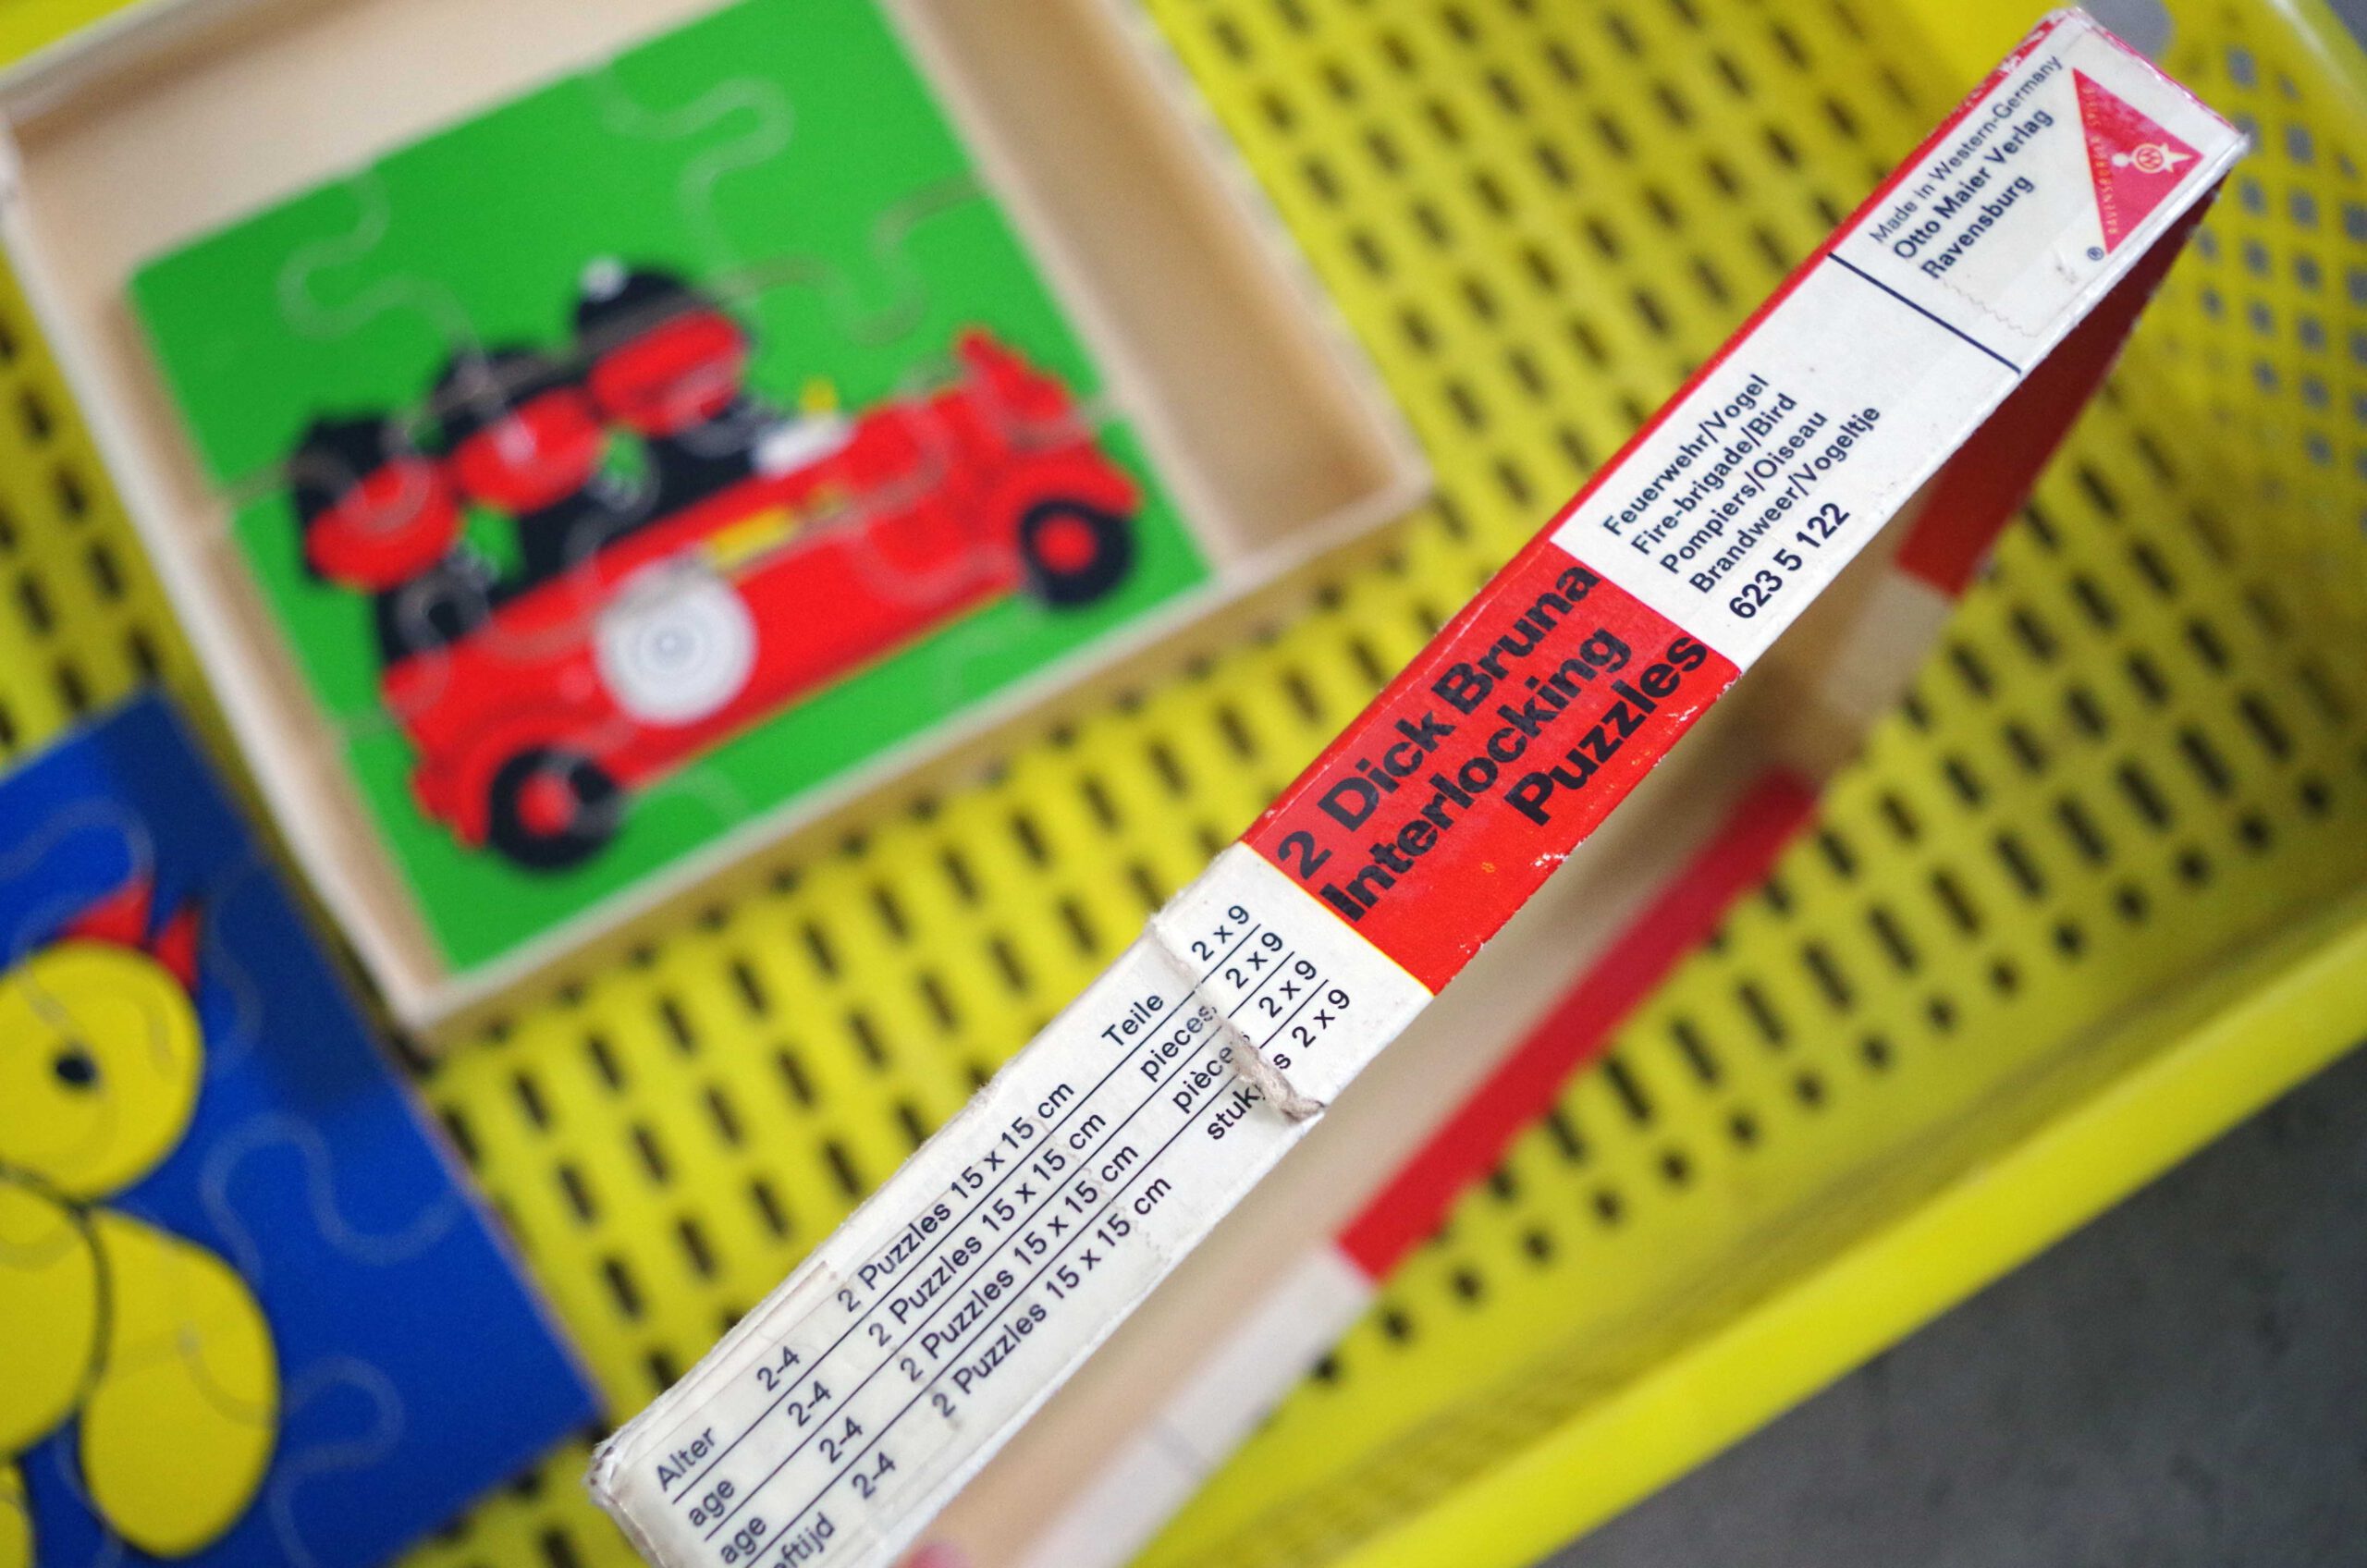 Alter 2-4 2 Puzzles 15 x 15 cm Teile 2 x 9
age 2-4 2 Puzzles 15 x 15 cm pieces 2 x 9
age 2-4 2 Puzzles 15 x 15 cm pièces 2 x 9
2-4 2 Puzzles 15 x 15 cm 2 x 9
2 Dick Bruna
Interlocking
Puzzles
Feuerwehr/Vogel
Fire-brigade/Bird
Pompiers/Oiseau
Brandweer/Vogeltje
623 5 122
Made in Western-Germany
Otto Maier Verlag
Ravensburg
RAVENSBURGER SPIELE
®